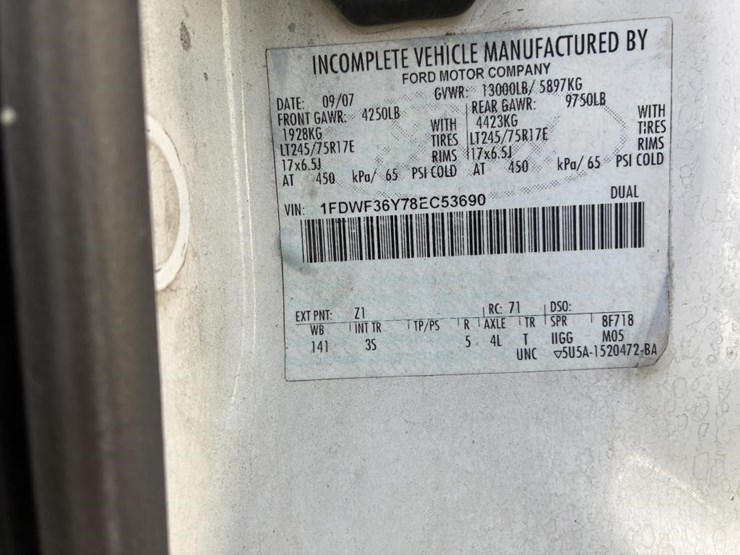 INCOMPLETE VEHICLE MANUFACTURED BY
FORD MOTOR COMPANY
DATE: 09/07 GVWR: 13000LB/ 5897KG
FRONT GAWR: 4250LB REAR GAWR: 9750LB
1928KG WITH 4423KG WITH
LT245/75R17E TIRES LT245/75R17E TIRES
17x6.5J RIMS 17x6.5J RIMS
AT 450 kPa/ 65 PSI COLD AT 450 kPa/ 65 PSI COLD
VIN: 1FDWF36Y78EC53690 DUAL
EXT PNT: Z1 RC: 71 DSO:
WB INT TR TP/PS R AXLE TR SPR 8F718
141 3S 5 4L T IIGG M05
UNC ▽5U5A-1520472-BA